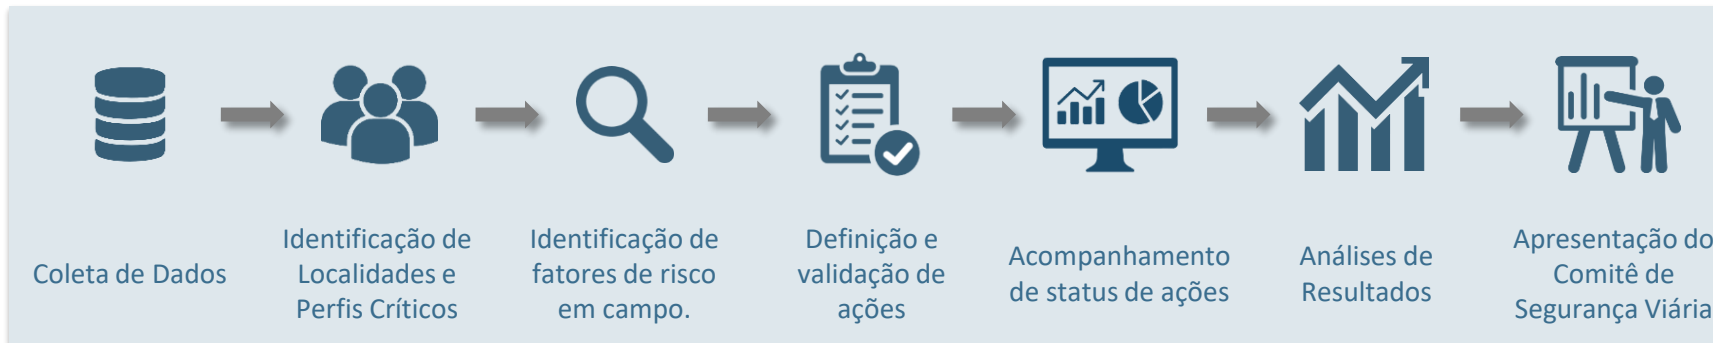 Coleta de Dados
Identificação de
Localidades e
Perfis Críticos
Identificação de
fatores de risco
em campo.
Definição e
validação de
ações
Acompanhamento
de status de ações
Análises de
Resultados
Apresentação do
Comitê de
Segurança Viária